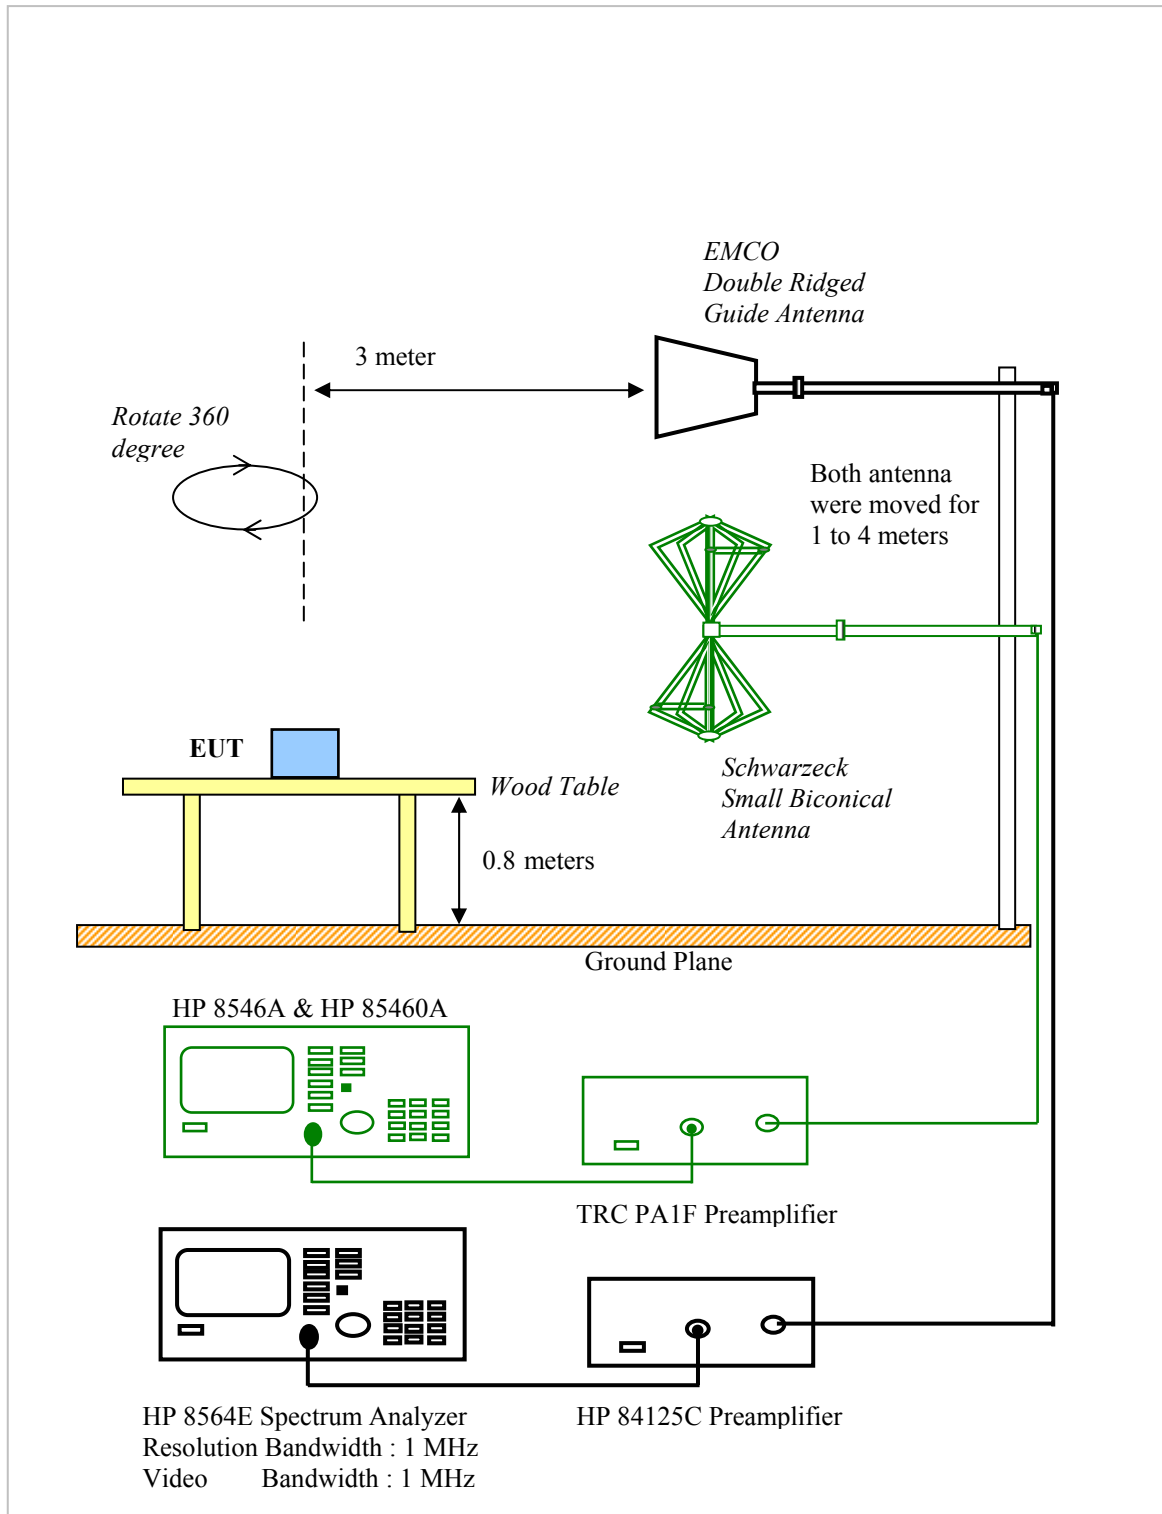 EMCO
Double Ridged
Guide Antenna
3 meter
Rotate 360
degree
Both antenna
were moved for
1 to 4 meters
EUT
Wood Table
Schwarzeck
Small Biconical
Antenna
0.8 meters
Ground Plane
HP 8546A & HP 85460A
TRC PA1F Preamplifier
HP 8564E Spectrum Analyzer
Resolution Bandwidth : 1 MHz
Video Bandwidth : 1 MHz
HP 84125C Preamplifier